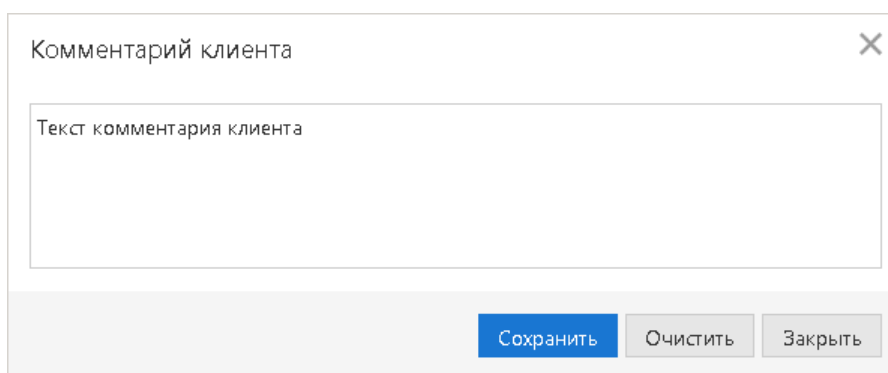 Комментарий клиента
Текст комментария клиента
Сохранить Очистить Закрыть